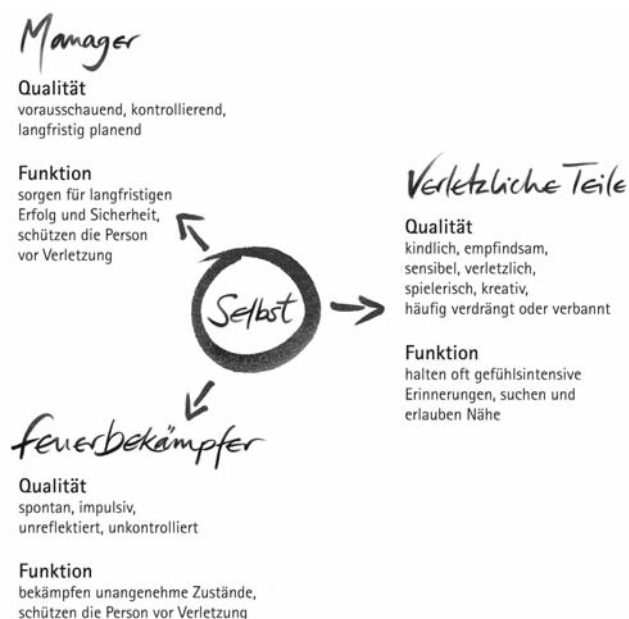 Manager
Qualität
vorausschauend, kontrollierend,
langfristig planend
Funktion
sorgen für langfristigen
Erfolg und Sicherheit,
schützen die Person
vor Verletzung
Selbst
Verletzliche Teile
Qualität
kindlich, empfindsam,
sensibel, verletzlich,
spielerisch, kreativ,
häufig verdrängt oder verbannt
Funktion
halten oft gefühlsintensive
Erinnerungen, suchen und
erlauben Nähe
Feuerbekämpfer
Qualität
spontan, impulsiv,
unreflektiert, unkontrolliert
Funktion
bekämpfen unangenehme Zustände,
schützen die Person vor Verletzung